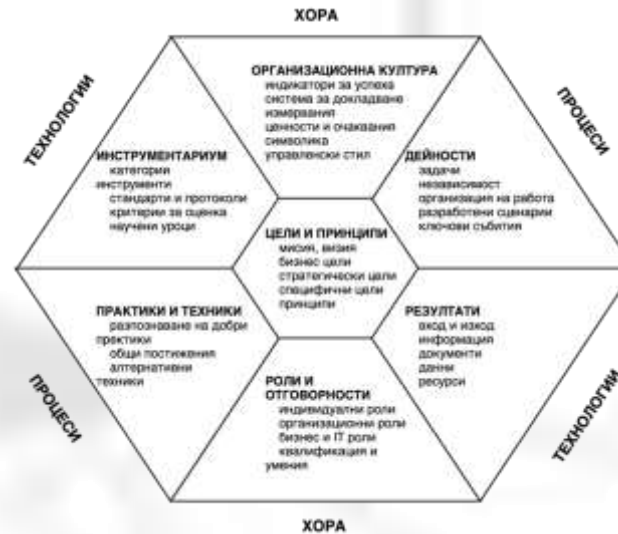 ХОРА
ТЕХНОЛОГИИ
ПРОЦЕСИ
ОРГАНИЗАЦИОННА КУЛТУРА
индикатори за успеха
система за докладване
измервания
ценности и очаквания
символика
управленски стил
ИНСТРУМЕНТАРИУМ
категории
инструменти
стандарти и протоколи
критерии за оценка
научени уроци
ДЕЙНОСТИ
задачи
независимост
организация на работа
разработени сценарии
ключови събития
ЦЕЛИ И ПРИНЦИПИ
мисия, визия
бизнес цели
стратегически цели
специфични цели
принципи
ПРАКТИКИ И ТЕХНИКИ
разпознаване на добри
практики
общи постижения
алтернативни
техники
РЕЗУЛТАТИ
вход и изход
информация
документи
данни
ресурси
РОЛИ И
ОТГОВОРНОСТИ
индивидуални роли
организационни роли
бизнес и IT роли
квалификация и
умения
ПРОЦЕСИ
ТЕХНОЛОГИИ
ХОРА